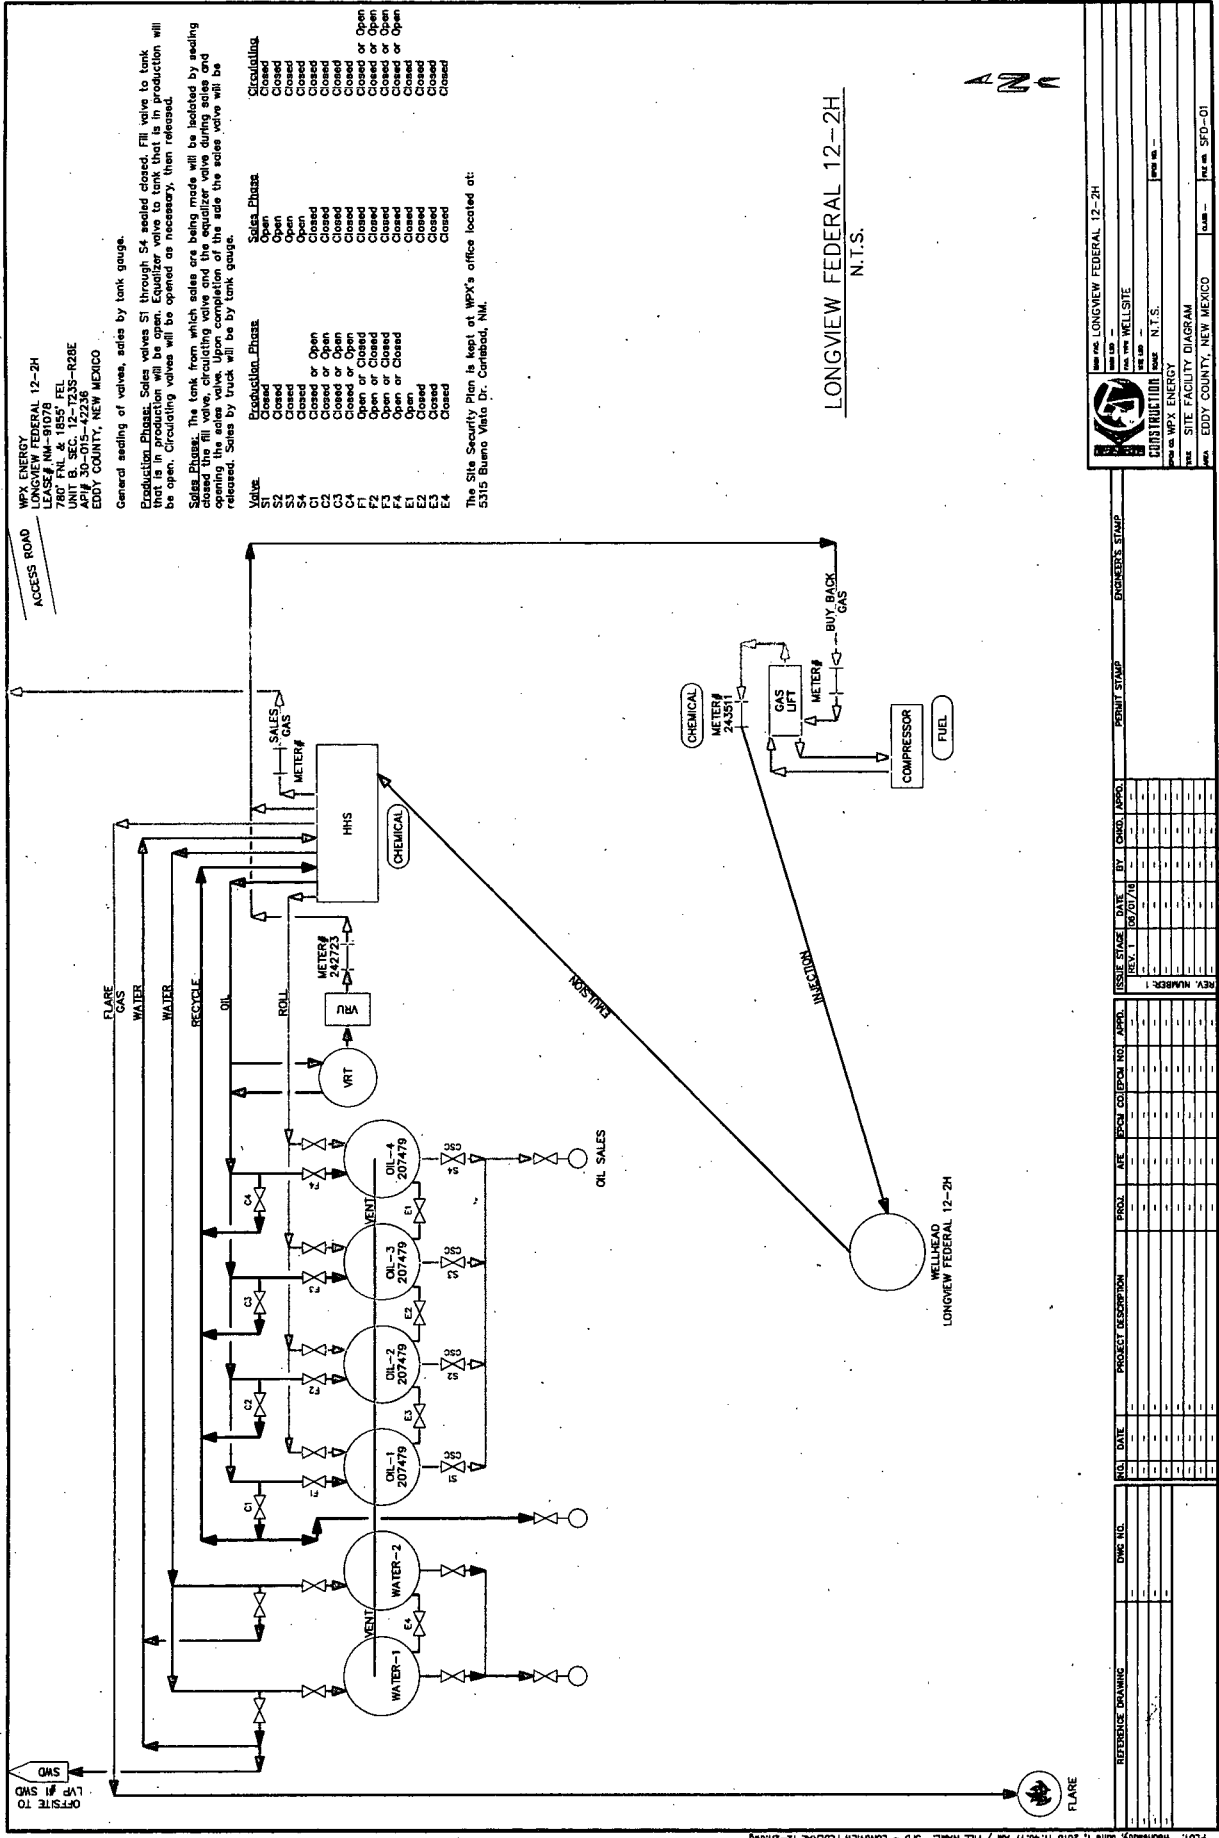 WPX ENERGY
LONGVIEW FEDERAL 12-2H
LEASE# NM-91078
780' FNL & 1855' FEL
UNIT B, SEC. 12-T23S-R28E
API# 30-015-42236
EDDY COUNTY, NEW MEXICO
General sealing of valves, sales by tank gauge.
Production Phase: Sales valves S1 through S4 sealed closed. Fill valve to tank
that is in production will be open. Equalizer valve to tank that is in production will
be open. Circulating valves will be opened as necessary, then released.
Sales Phase: The tank from which sales are being made will be isolated by sealing
closed the fill valve, circulating valve and the equalizer valve during sales and
opening the sales valve. Upon completion of the sale the sales valve will be
released. Sales by truck will be by tank gauge.
Valve Production Phase Sales Phase Circulating
S1 Closed Open Closed
S2 Closed Open Closed
S3 Closed Open Closed
S4 Closed Open Closed
C1 Closed or Open Closed Closed
C2 Closed or Open Closed Closed
C3 Closed or Open Closed Closed
C4 Closed or Open Closed Closed
F1 Open or Closed Closed Closed or Open
F2 Open or Closed Closed Closed or Open
F3 Open or Closed Closed Closed or Open
F4 Open or Closed Closed Closed or Open
E1 Open Closed Closed
E2 Closed Closed Closed
E3 Closed Closed Closed
E4 Closed Closed Closed
The Site Security Plan is kept at WPX's office located at:
5315 Buena Vista Dr. Carlsbad, NM.
ACCESS ROAD
OFFSITE TO
LVP #1 SWD
SWD
FLARE
GAS
WATER
WATER
RECYCLE
OIL
ROLL
SALES
GAS
METER#
HHS
CHEMICAL
METER#
242723
VRU
VRT
C1
C2
C3
C4
F1
F2
F3
F4
VENT
VENT
WATER-1
WATER-2
OIL-1
207479
OIL-2
207479
OIL-3
207479
OIL-4
207479
E4
E3
E2
E1
S1
CSC
S2
CSC
S3
CSC
S4
CSC
OIL SALES
EMULSION
INJECTION
CHEMICAL
METER#
243511
GAS
LIFT
METER#
BUY BACK
GAS
COMPRESSOR
FUEL
WELLHEAD
LONGVIEW FEDERAL 12-2H
FLARE
LONGVIEW FEDERAL 12-2H
N.T.S.
N
REFERENCE DRAWING DWG NO.
NO. DATE PROJECT DESCRIPTION PROJ. AFE EPCM CO. EPCM NO. APPD.
ISSUE STAGE DATE BY CHKD. APPD.
REV. 1 06/01/16
REV. NUMBER: 1
PERMIT STAMP ENGINEER'S STAMP
CONSTRUCTION
LONGVIEW FEDERAL 12-2H
FAC. TYPE WELLSITE
SCALE N.T.S.
EPCM NO. -
EPCM CO. WPX ENERGY
TITLE SITE FACILITY DIAGRAM
AREA EDDY COUNTY, NEW MEXICO
FILE NO. SFD-01